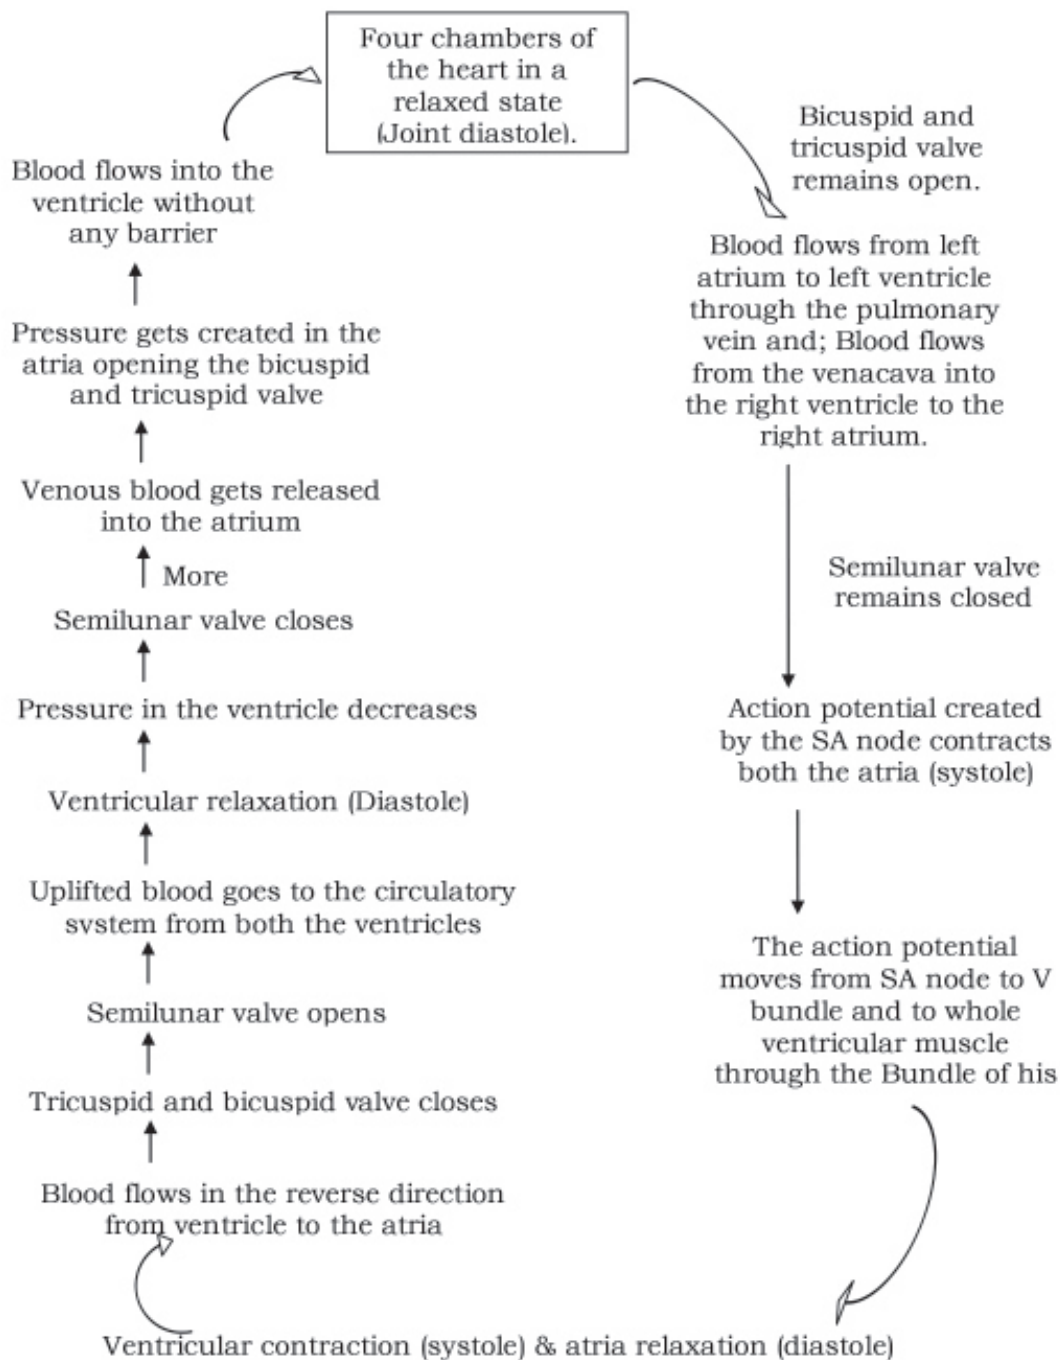 Four chambers of
the heart in a
relaxed state
(Joint diastole).
Bicuspid and
tricuspid valve
remains open.
Blood flows from left
atrium to left ventricle
through the pulmonary
vein and; Blood flows
from the venacava into
the right ventricle to the
right atrium.
Semilunar valve
remains closed
Action potential created
by the SA node contracts
both the atria (systole)
The action potential
moves from SA node to V
bundle and to whole
ventricular muscle
through the Bundle of his
Ventricular contraction (systole) & atria relaxation (diastole)
Blood flows in the reverse direction
from ventricle to the atria
Tricuspid and bicuspid valve closes
Semilunar valve opens
Uplifted blood goes to the circulatory
system from both the ventricles
Ventricular relaxation (Diastole)
Pressure in the ventricle decreases
Semilunar valve closes
More
Venous blood gets released
into the atrium
Pressure gets created in the
atria opening the bicuspid
and tricuspid valve
Blood flows into the
ventricle without
any barrier